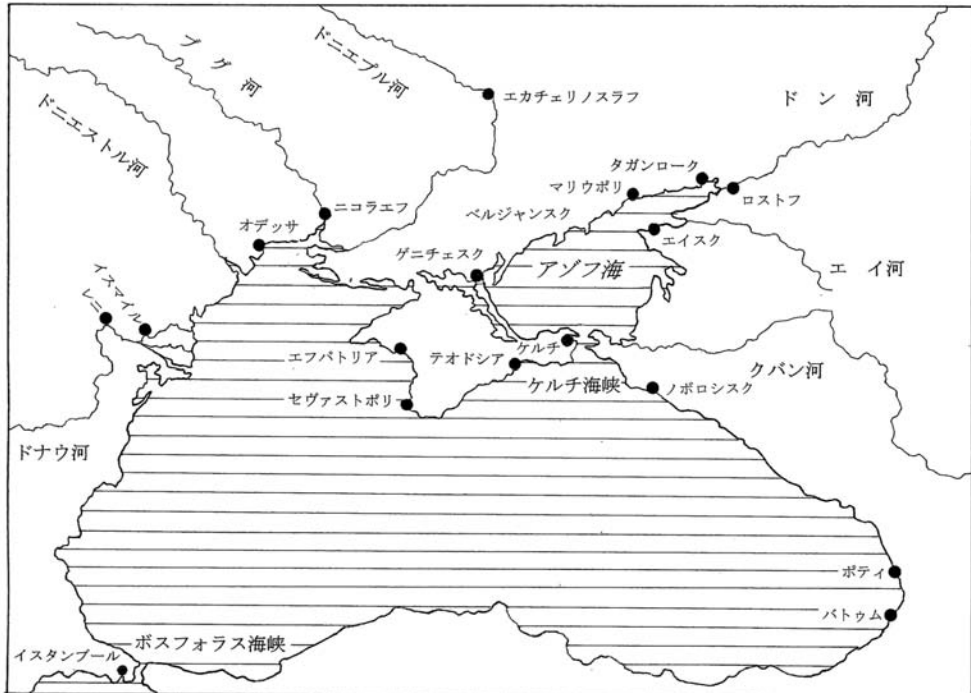 ブグ河
ドニエプル河
ドニエストル河
エカチェリノスラフ
ドン河
タガンローク
マリウポリ
ロストフ
ニコラエフ
ベルジャンスク
オデッサ
エイスク
ゲニチェスク
アゾフ海
エイ河
イスマイル
レニ
ケルチ
エフパトリア
テオドシア
クバン河
ケルチ海峡
ノボロシスク
セヴァストポリ
ドナウ河
ポティ
バトゥム
ボスフォラス海峡
イスタンブール